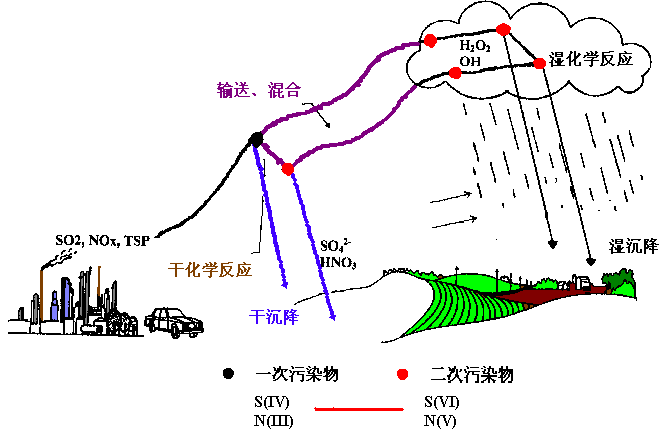 H₂O₂
OH
湿化学反应
输送、混合
SO2, NOx, TSP
SO₄²⁻
HNO₃
干化学反应
湿沉降
干沉降
一次污染物
二次污染物
S(IV)
S(VI)
N(III)
N(V)